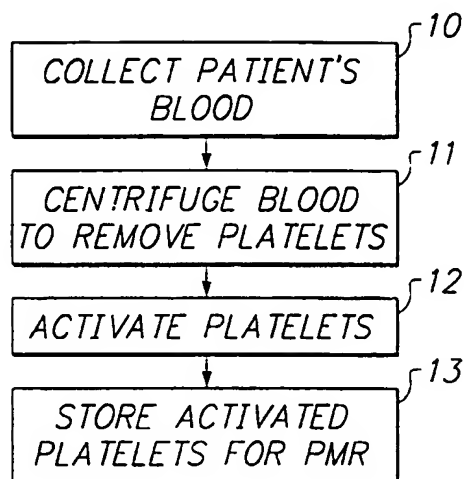 10
COLLECT PATIENT'S
BLOOD
11
CENTRIFUGE BLOOD
TO REMOVE PLATELETS
12
ACTIVATE PLATELETS
13
STORE ACTIVATED
PLATELETS FOR PMR